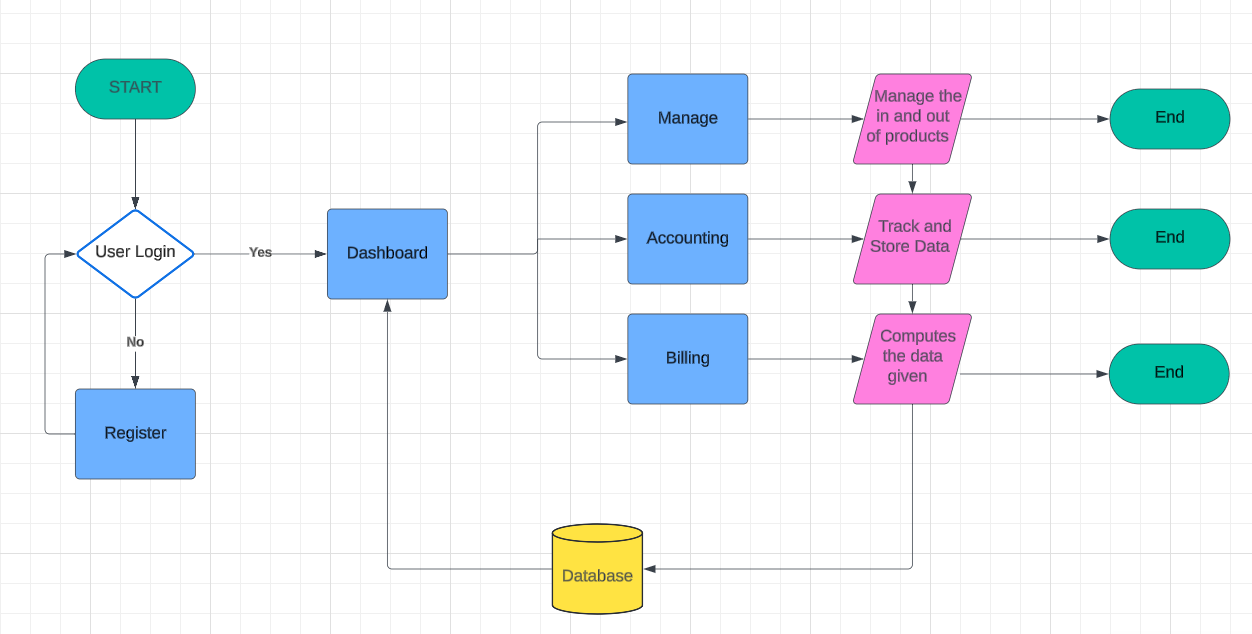 START
User Login
Yes
No
Register
Dashboard
Manage
Accounting
Billing
Manage the
in and out
of products
Track and
Store Data
Computes
the data
given
End
End
End
Database